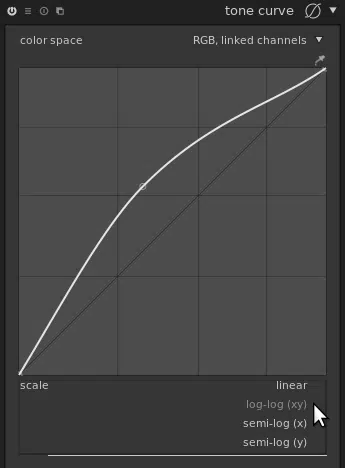 tone curve
color space RGB, linked channels
scale linear
log-log (xy)
semi-log (x)
semi-log (y)